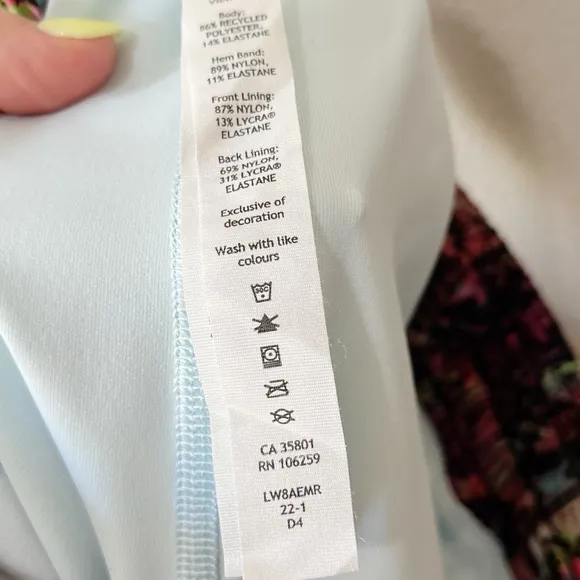 Body:
86% RECYCLED
POLYESTER,
14% ELASTANE
Hem Band:
89% NYLON,
11% ELASTANE
Front Lining:
87% NYLON,
13% LYCRA®
ELASTANE
Back Lining:
69% NYLON,
31% LYCRA®
ELASTANE
Exclusive of
decoration
Wash with like
colours
30C
CA 35801
RN 106259
LW8AEMR
22-1
D4